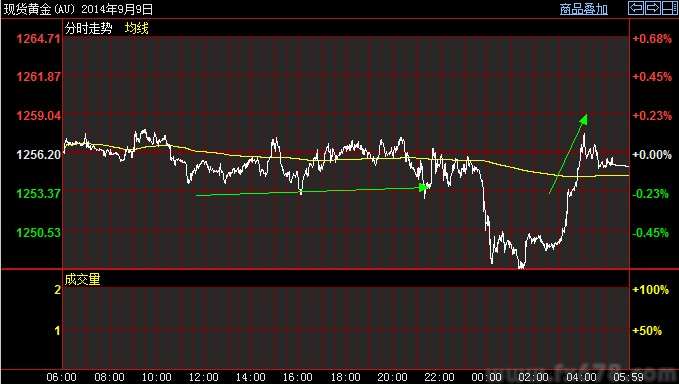 现货黄金(AU) 2014年9月9日 商品叠加
分时走势 均线
1264.71 +0.68%
1261.87 +0.45%
1259.04 +0.23%
1256.20 +0.00%
1253.37 -0.23%
1250.53 -0.45%
成交量
2 +100%
1 +50%
06:00 08:00 10:00 12:00 14:00 16:00 18:00 20:00 22:00 00:00 02:00 04:00 05:59
www.fx678.com